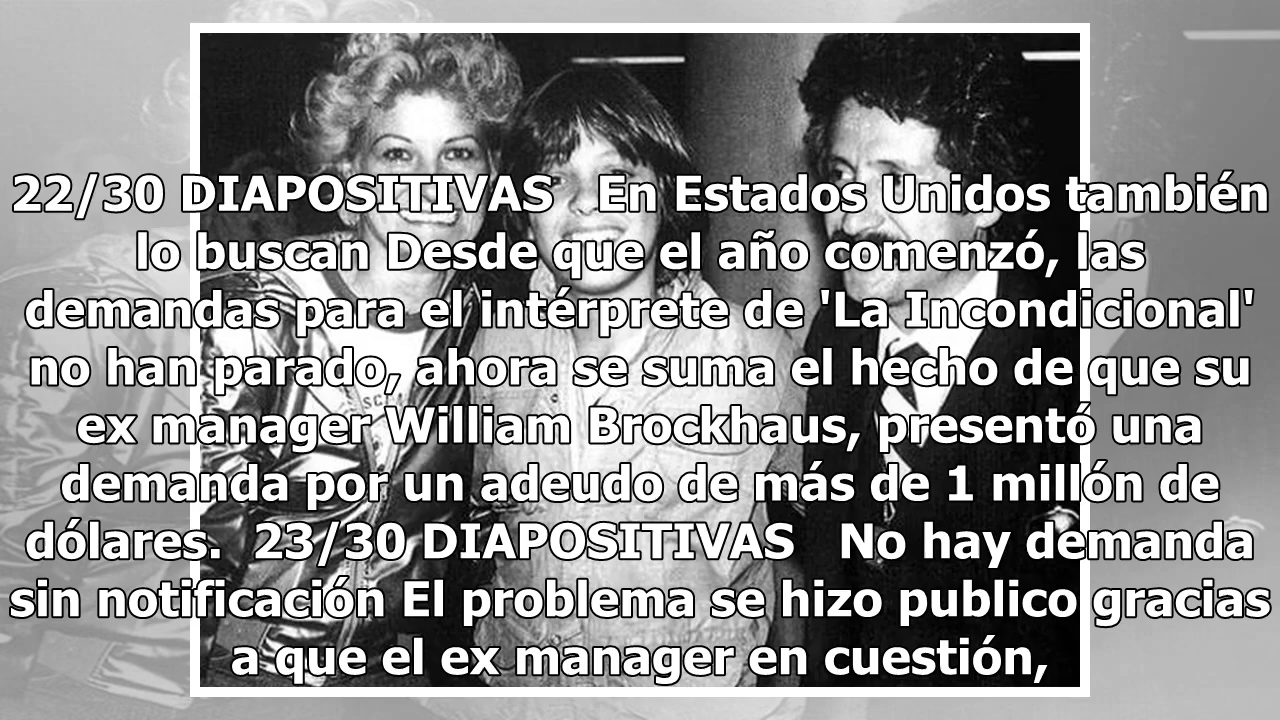 22/30 DIAPOSITIVAS   En Estados Unidos también
lo buscan Desde que el año comenzó, las
demandas para el intérprete de 'La Incondicional'
no han parado, ahora se suma el hecho de que su
ex manager William Brockhaus, presentó una
demanda por un adeudo de más de 1 millón de
dólares.  23/30 DIAPOSITIVAS   No hay demanda
sin notificación El problema se hizo publico gracias
a que el ex manager en cuestión,